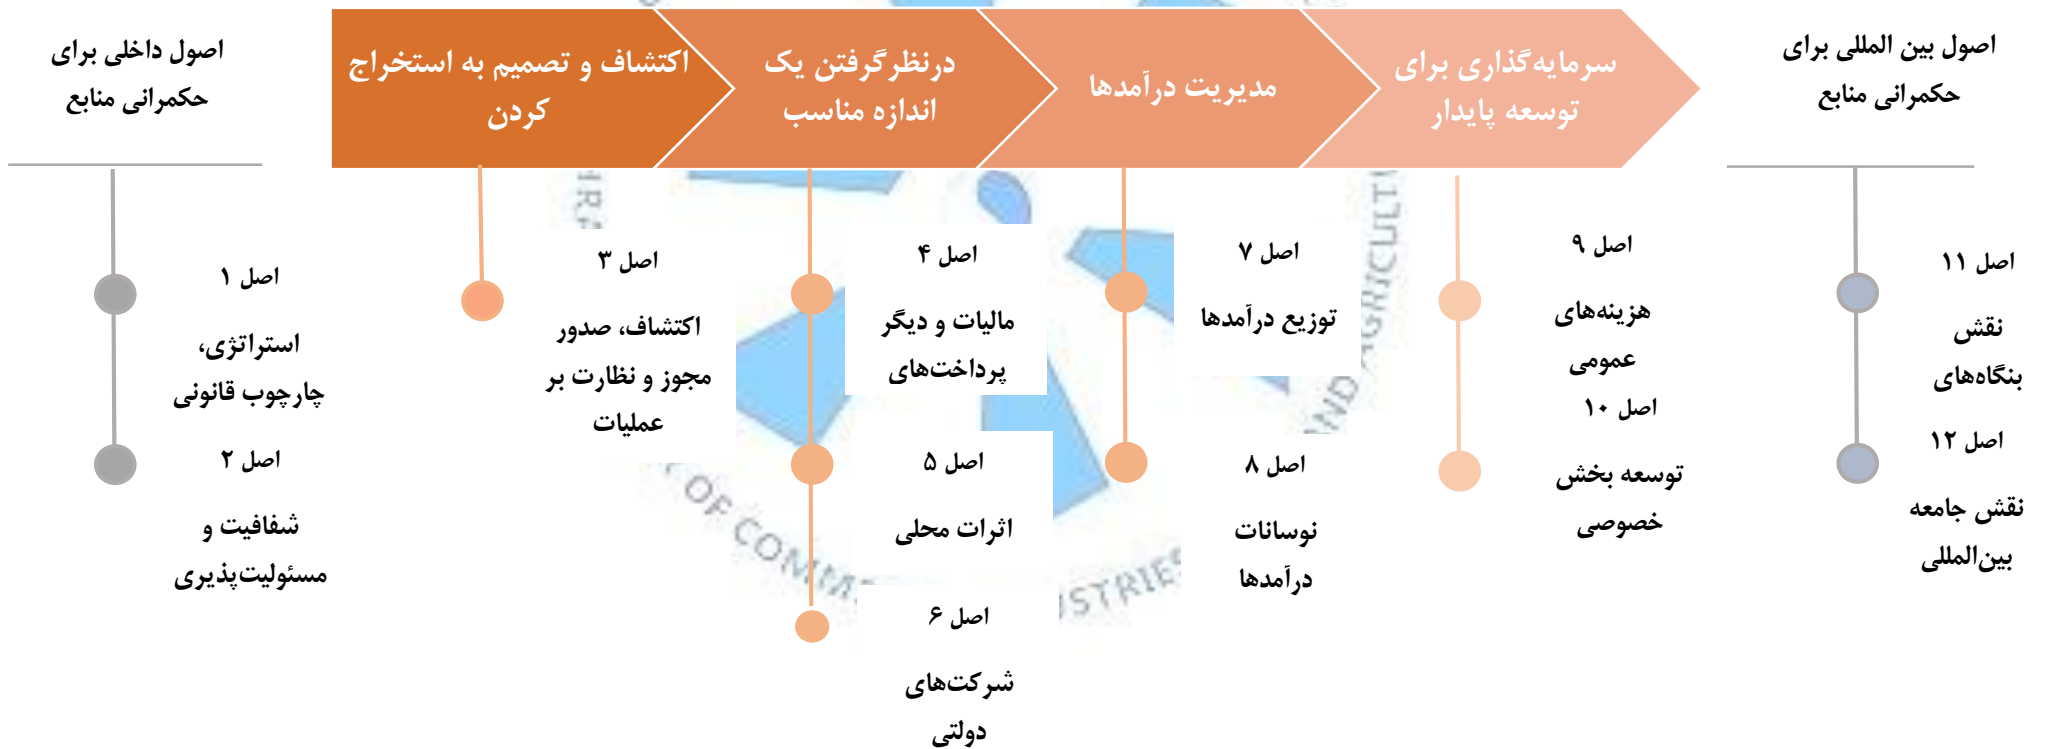 اصول داخلی برای
حکمرانی منابع
اکتشاف و تصمیم به استخراج
کردن
درنظرگرفتن یک
اندازه مناسب
مدیریت درآمدها
سرمایه‌گذاری برای
توسعه پایدار
اصول بین المللی برای
حکمرانی منابع
اصل ۱
استراتژی،
چارچوب قانونی
اصل ۲
شفافیت و
مسئولیت‌پذیری
اصل ۳
اکتشاف، صدور
مجوز و نظارت بر
عملیات
اصل ۴
مالیات و دیگر
پرداخت‌های
اصل ۵
اثرات محلی
اصل ۶
شرکت‌های
دولتی
اصل ۷
توزیع درآمدها
اصل ۸
نوسانات
درآمدها
اصل ۹
هزینه‌های
عمومی
اصل ۱۰
توسعه بخش
خصوصی
اصل ۱۱
نقش
بنگاه‌های
اصل ۱۲
نقش جامعه
بین‌المللی
OF